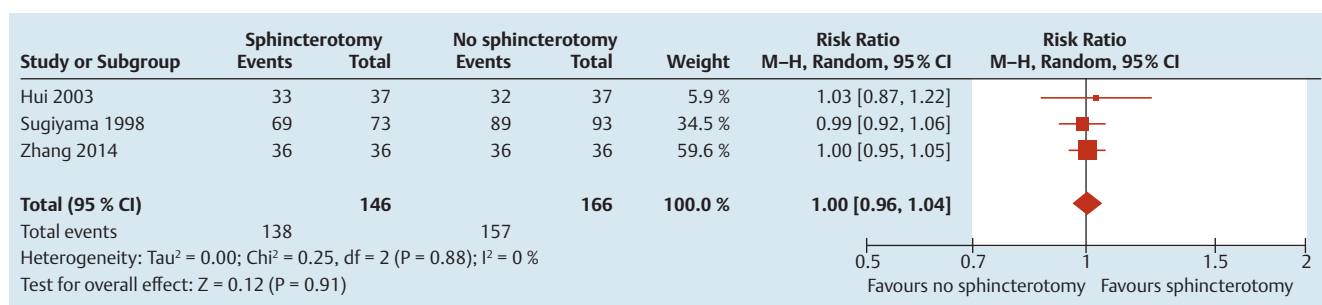 Sphincterotomy No sphincterotomy Risk Ratio Risk Ratio
Study or Subgroup Events Total Events Total Weight M–H, Random, 95% CI M–H, Random, 95% CI
Hui 2003 33 37 32 37 5.9 % 1.03 [0.87, 1.22]
Sugiyama 1998 69 73 89 93 34.5 % 0.99 [0.92, 1.06]
Zhang 2014 36 36 36 36 59.6 % 1.00 [0.95, 1.05]
Total (95 % CI) 146 166 100.0 % 1.00 [0.96, 1.04]
Total events 138 157
Heterogeneity: Tau² = 0.00; Chi² = 0.25, df = 2 (P = 0.88); I² = 0 %
0.5 0.7 1 1.5 2
Test for overall effect: Z = 0.12 (P = 0.91)
Favours no sphincterotomy Favours sphincterotomy